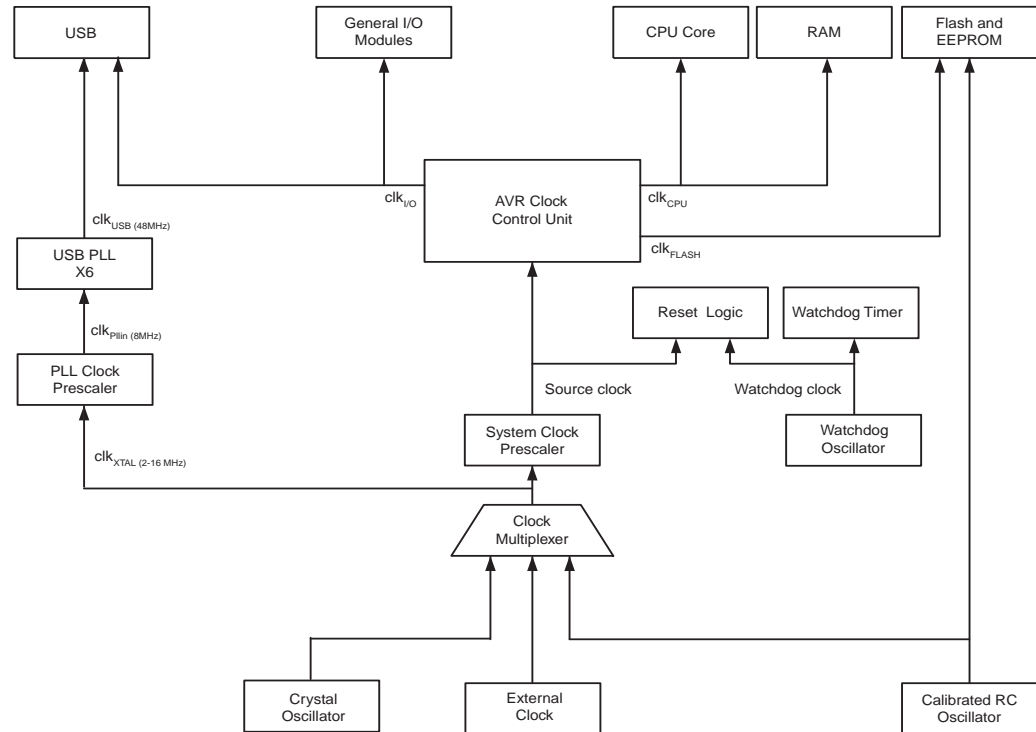 USB
General I/O
Modules
CPU Core
RAM
Flash and
EEPROM
clkI/O
AVR Clock
Control Unit
clkCPU
clkUSB (48MHz)
clkFLASH
USB PLL
X6
Reset Logic
Watchdog Timer
clkPllin (8MHz)
PLL Clock
Prescaler
Source clock
Watchdog clock
System Clock
Prescaler
Watchdog
Oscillator
clkXTAL (2-16 MHz)
Clock
Multiplexer
Crystal
Oscillator
External
Clock
Calibrated RC
Oscillator